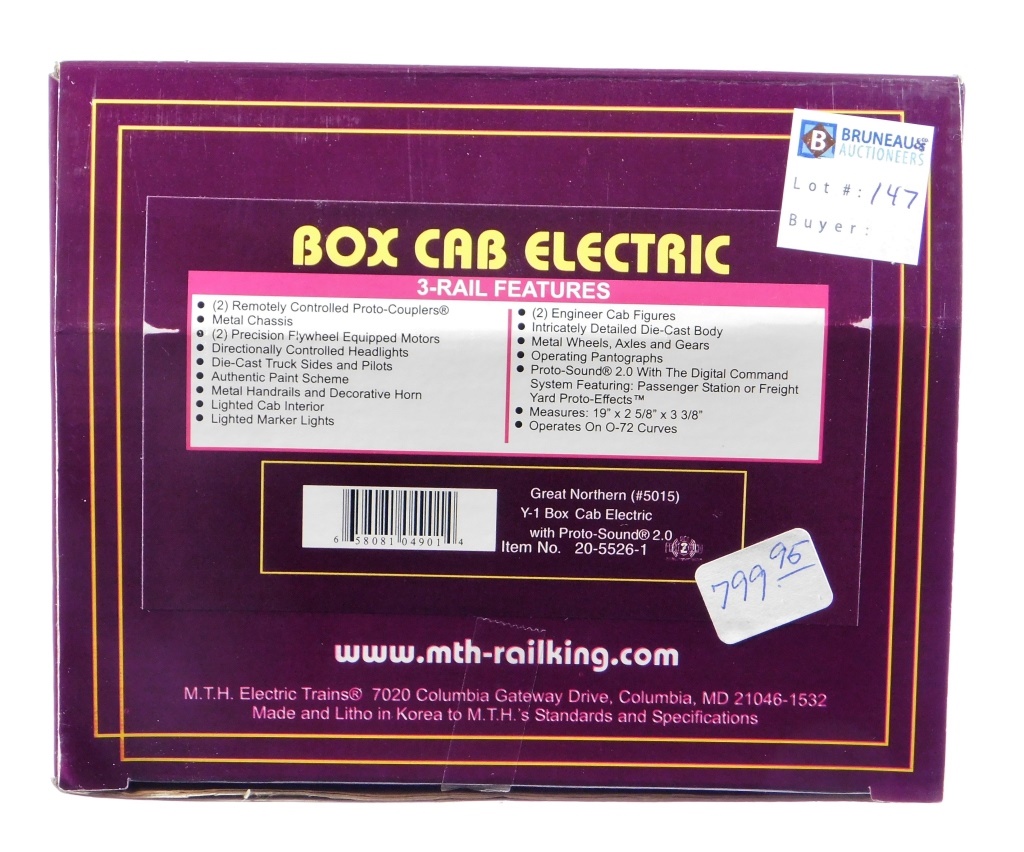 BRUNEAU & CO
AUCTIONEERS
Lot #: 147
Buyer:
BOX CAB ELECTRIC
3-RAIL FEATURES
• (2) Remotely Controlled Proto-Couplers®
• Metal Chassis
• (2) Precision Flywheel Equipped Motors
• Directionally Controlled Headlights
• Die-Cast Truck Sides and Pilots
• Authentic Paint Scheme
• Metal Handrails and Decorative Horn
• Lighted Cab Interior
• Lighted Marker Lights
• (2) Engineer Cab Figures
• Intricately Detailed Die-Cast Body
• Metal Wheels, Axles and Gears
• Operating Pantographs
• Proto-Sound® 2.0 With The Digital Command
System Featuring: Passenger Station or Freight
Yard Proto-Effects™
• Measures: 19" x 2 5/8" x 3 3/8"
• Operates On O-72 Curves
6 58081 04901 4
Great Northern (#5015)
Y-1 Box Cab Electric
with Proto-Sound® 2.0
Item No. 20-5526-1
799.95
www.mth-railking.com
M.T.H. Electric Trains® 7020 Columbia Gateway Drive, Columbia, MD 21046-1532
Made and Litho in Korea to M.T.H.'s Standards and Specifications